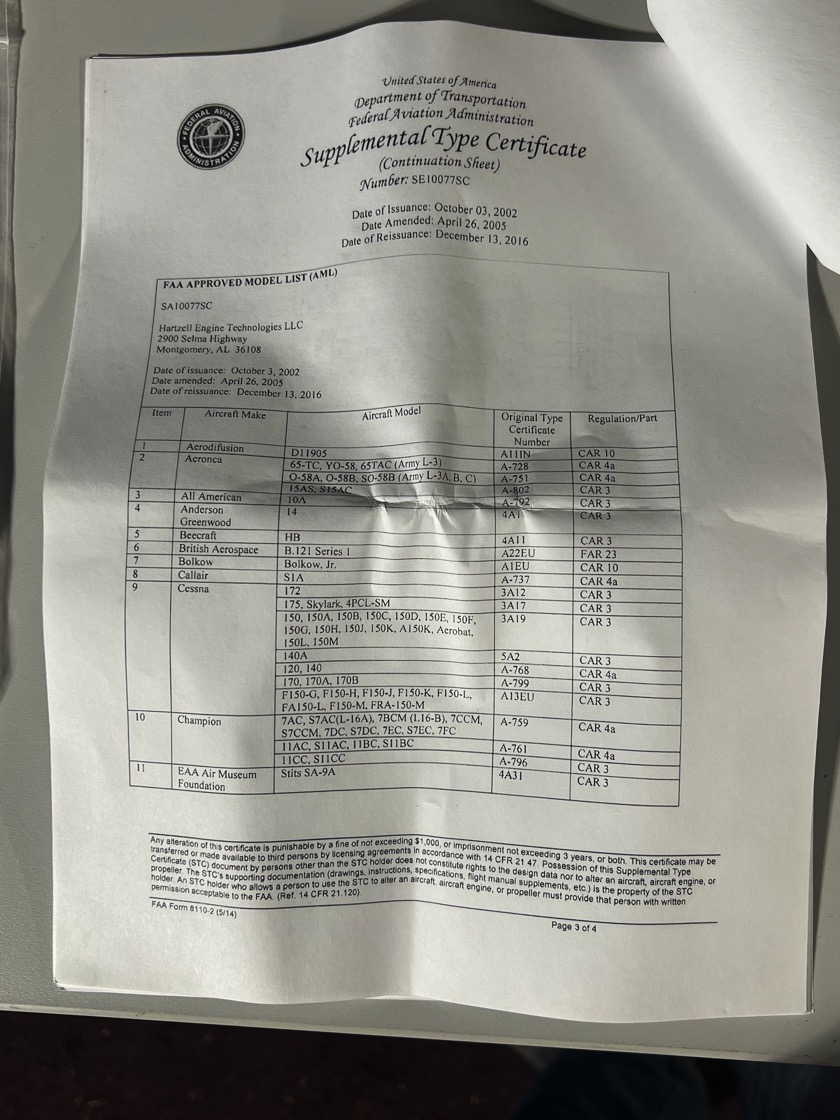 FEDERAL AVIATION ADMINISTRATION
United States of America
Department of Transportation
Federal Aviation Administration
Supplemental Type Certificate
(Continuation Sheet)
Number: SE10077SC
Date of Issuance: October 03, 2002
Date Amended: April 26, 2005
Date of Reissuance: December 13, 2016
FAA APPROVED MODEL LIST (AML)
SA10077SC
Hartzell Engine Technologies LLC
2900 Selma Highway
Montgomery, AL 36108
Date of issuance: October 3, 2002
Date amended: April 26, 2005
Date of reissuance: December 13, 2016
Item Aircraft Make Aircraft Model Original Type Certificate Number Regulation/Part
1 Aerodifusion D11905 A111N CAR 10
2 Aeronca 65-TC, YO-58, 65TAC (Army L-3) A-728 CAR 4a
O-58A, O-58B, SO-58B (Army L-3A, B, C) A-751 CAR 4a
15AS, S15AC A-802 CAR 3
3 All American 10A A-792 CAR 3
4 Anderson Greenwood 14 4A1 CAR 3
5 Beecraft HB 4A11 CAR 3
6 British Aerospace B.121 Series 1 A22EU FAR 23
7 Bolkow Bolkow, Jr. A1EU CAR 10
8 Callair S1A A-737 CAR 4a
9 Cessna 172 3A12 CAR 3
175, Skylark, 4PCL-SM 3A17 CAR 3
150, 150A, 150B, 150C, 150D, 150E, 150F, 3A19 CAR 3
150G, 150H, 150J, 150K, A150K, Aerobat,
150L, 150M
140A 5A2 CAR 3
120, 140 A-768 CAR 4a
170, 170A, 170B A-799 CAR 3
F150-G, F150-H, F150-J, F150-K, F150-L, A13EU CAR 3
FA150-L, F150-M, FRA-150-M
10 Champion 7AC, S7AC(L-16A), 7BCM (L16-B), 7CCM, A-759 CAR 4a
S7CCM, 7DC, S7DC, 7EC, S7EC, 7FC
11AC, S11AC, 11BC, S11BC A-761 CAR 4a
11CC, S11CC A-796 CAR 3
11 EAA Air Museum Foundation Stits SA-9A 4A31 CAR 3
Any alteration of this certificate is punishable by a fine of not exceeding $1,000, or imprisonment not exceeding 3 years, or both. This certificate may be
transferred or made available to third persons by licensing agreements in accordance with 14 CFR 21.47. Possession of this Supplemental Type
Certificate (STC) document by persons other than the STC holder does not constitute rights to the design data nor to alter an aircraft, aircraft engine, or
propeller. The STC's supporting documentation (drawings, instructions, specifications, flight manual supplements, etc.) is the property of the STC
holder. An STC holder who allows a person to use the STC to alter an aircraft, aircraft engine, or propeller must provide that person with written
permission acceptable to the FAA. (Ref. 14 CFR 21.120).
FAA Form 8110-2 (5/14)
Page 3 of 4